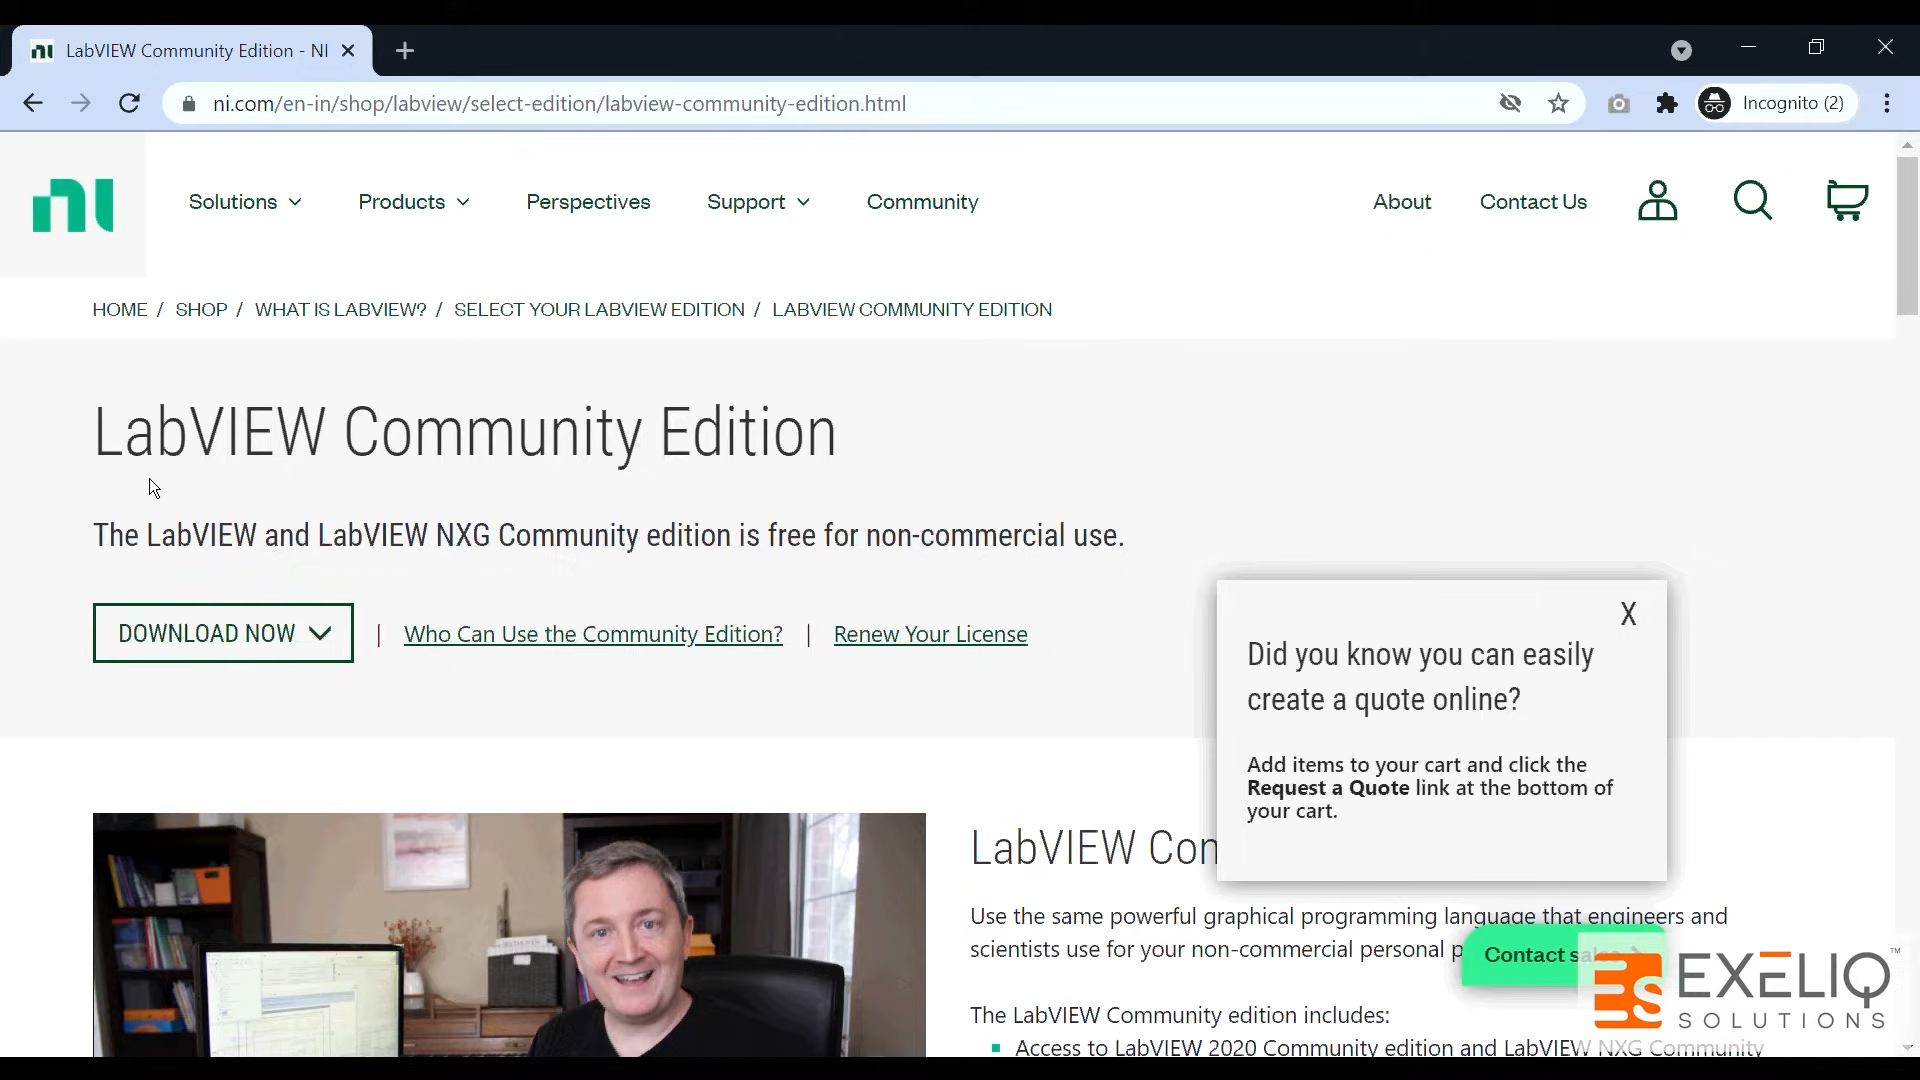 LabVIEW Community Edition - NI
ni.com/en-in/shop/labview/select-edition/labview-community-edition.html
Incognito (2)
Solutions
Products
Perspectives
Support
Community
About
Contact Us
HOME / SHOP / WHAT IS LABVIEW? / SELECT YOUR LABVIEW EDITION / LABVIEW COMMUNITY EDITION
LabVIEW Community Edition
The LabVIEW and LabVIEW NXG Community edition is free for non-commercial use.
DOWNLOAD NOW | Who Can Use the Community Edition? | Renew Your License
X
Did you know you can easily
create a quote online?
Add items to your cart and click the
Request a Quote link at the bottom of
your cart.
LabVIEW Com
Use the same powerful graphical programming language that engineers and
scientists use for your non-commercial personal p
Contact sales
The LabVIEW Community edition includes:
Access to LabVIEW 2020 Community edition and LabVIEW NXG Community
EXELIQ™
SOLUTIONS